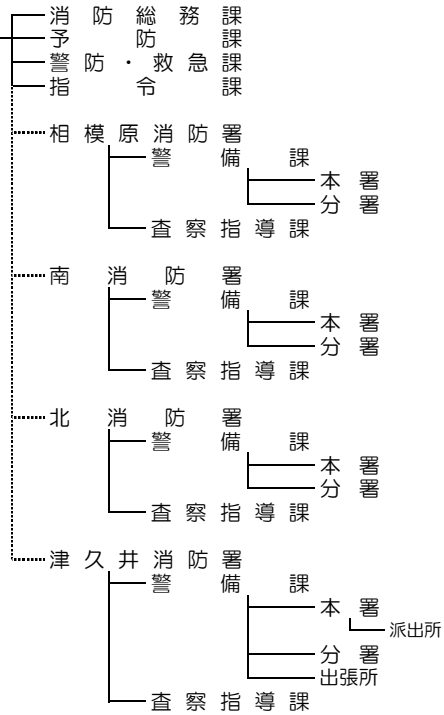 消防総務課
予防課
警防・救急課
指令課
相模原消防署
警備課
本署
分署
査察指導課
南消防署
警備課
本署
分署
査察指導課
北消防署
警備課
本署
分署
査察指導課
津久井消防署
警備課
本署
派出所
分署
出張所
査察指導課